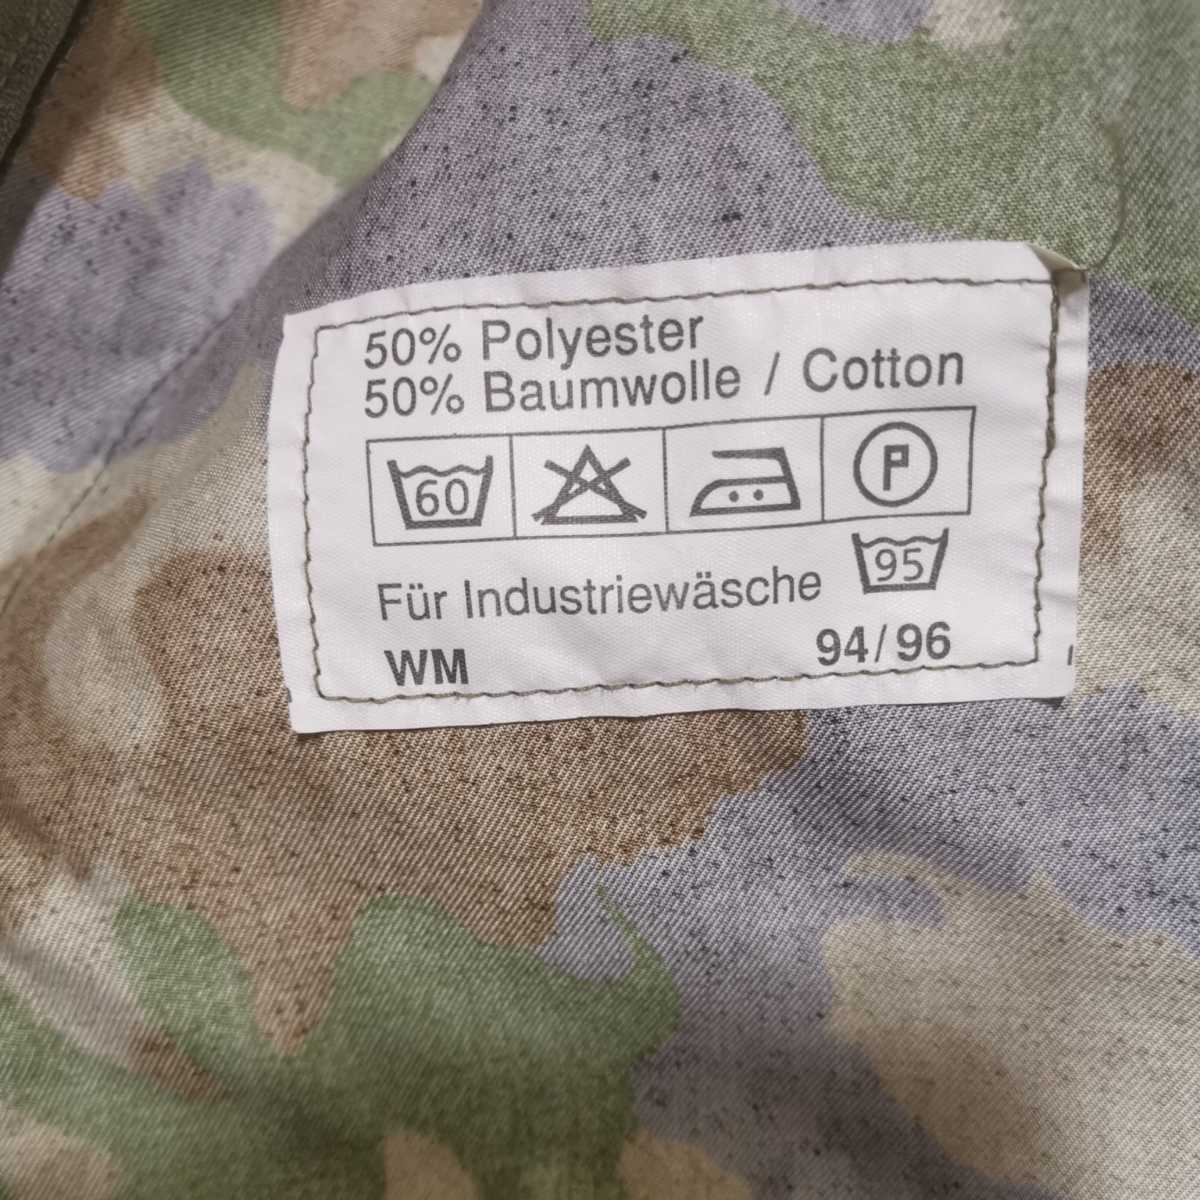 50% Polyester
50% Baumwolle / Cotton
60 P
Für Industriewäsche 95
WM 94/96